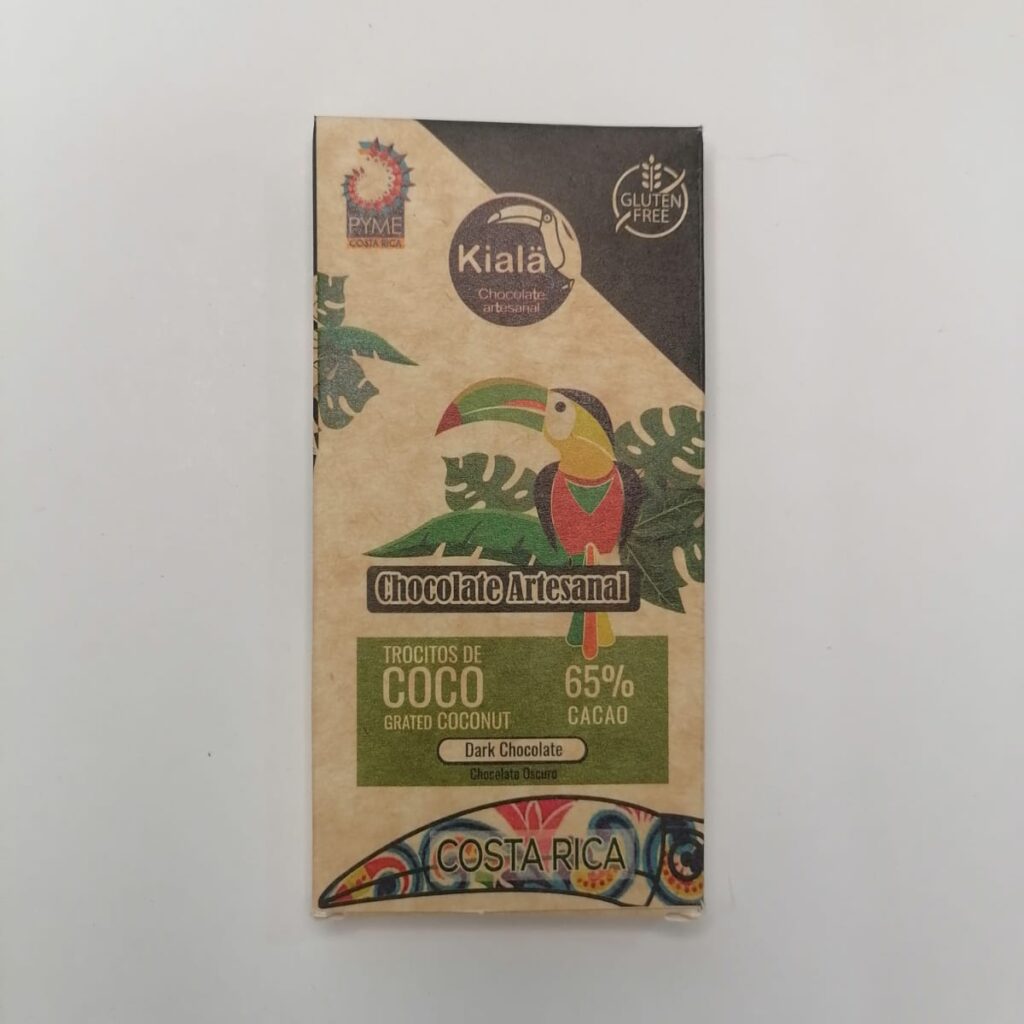 PYME
COSTA RICA
GLUTEN
FREE
Kialä
Chocolate
artesanal
Chocolate Artesanal
TROCITOS DE
COCO
GRATED COCONUT
65%
CACAO
Dark Chocolate
Chocolate Oscuro
COSTA RICA